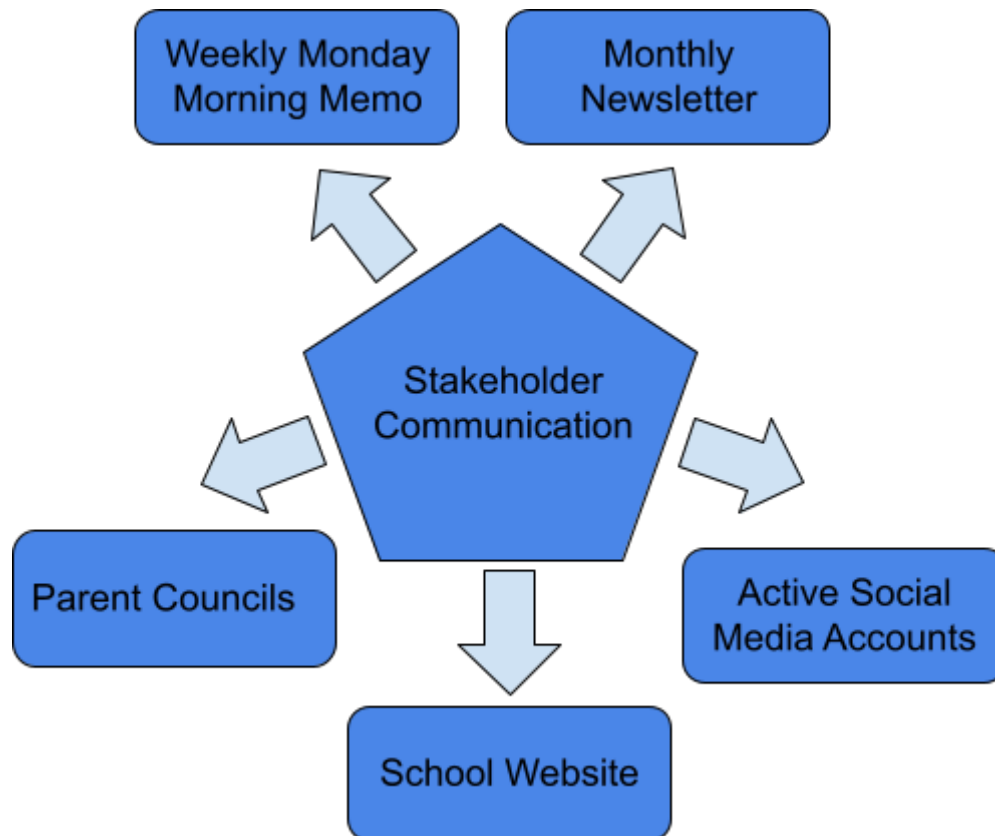 Weekly Monday
Morning Memo
Monthly
Newsletter
Stakeholder
Communication
Parent Councils
Active Social
Media Accounts
School Website